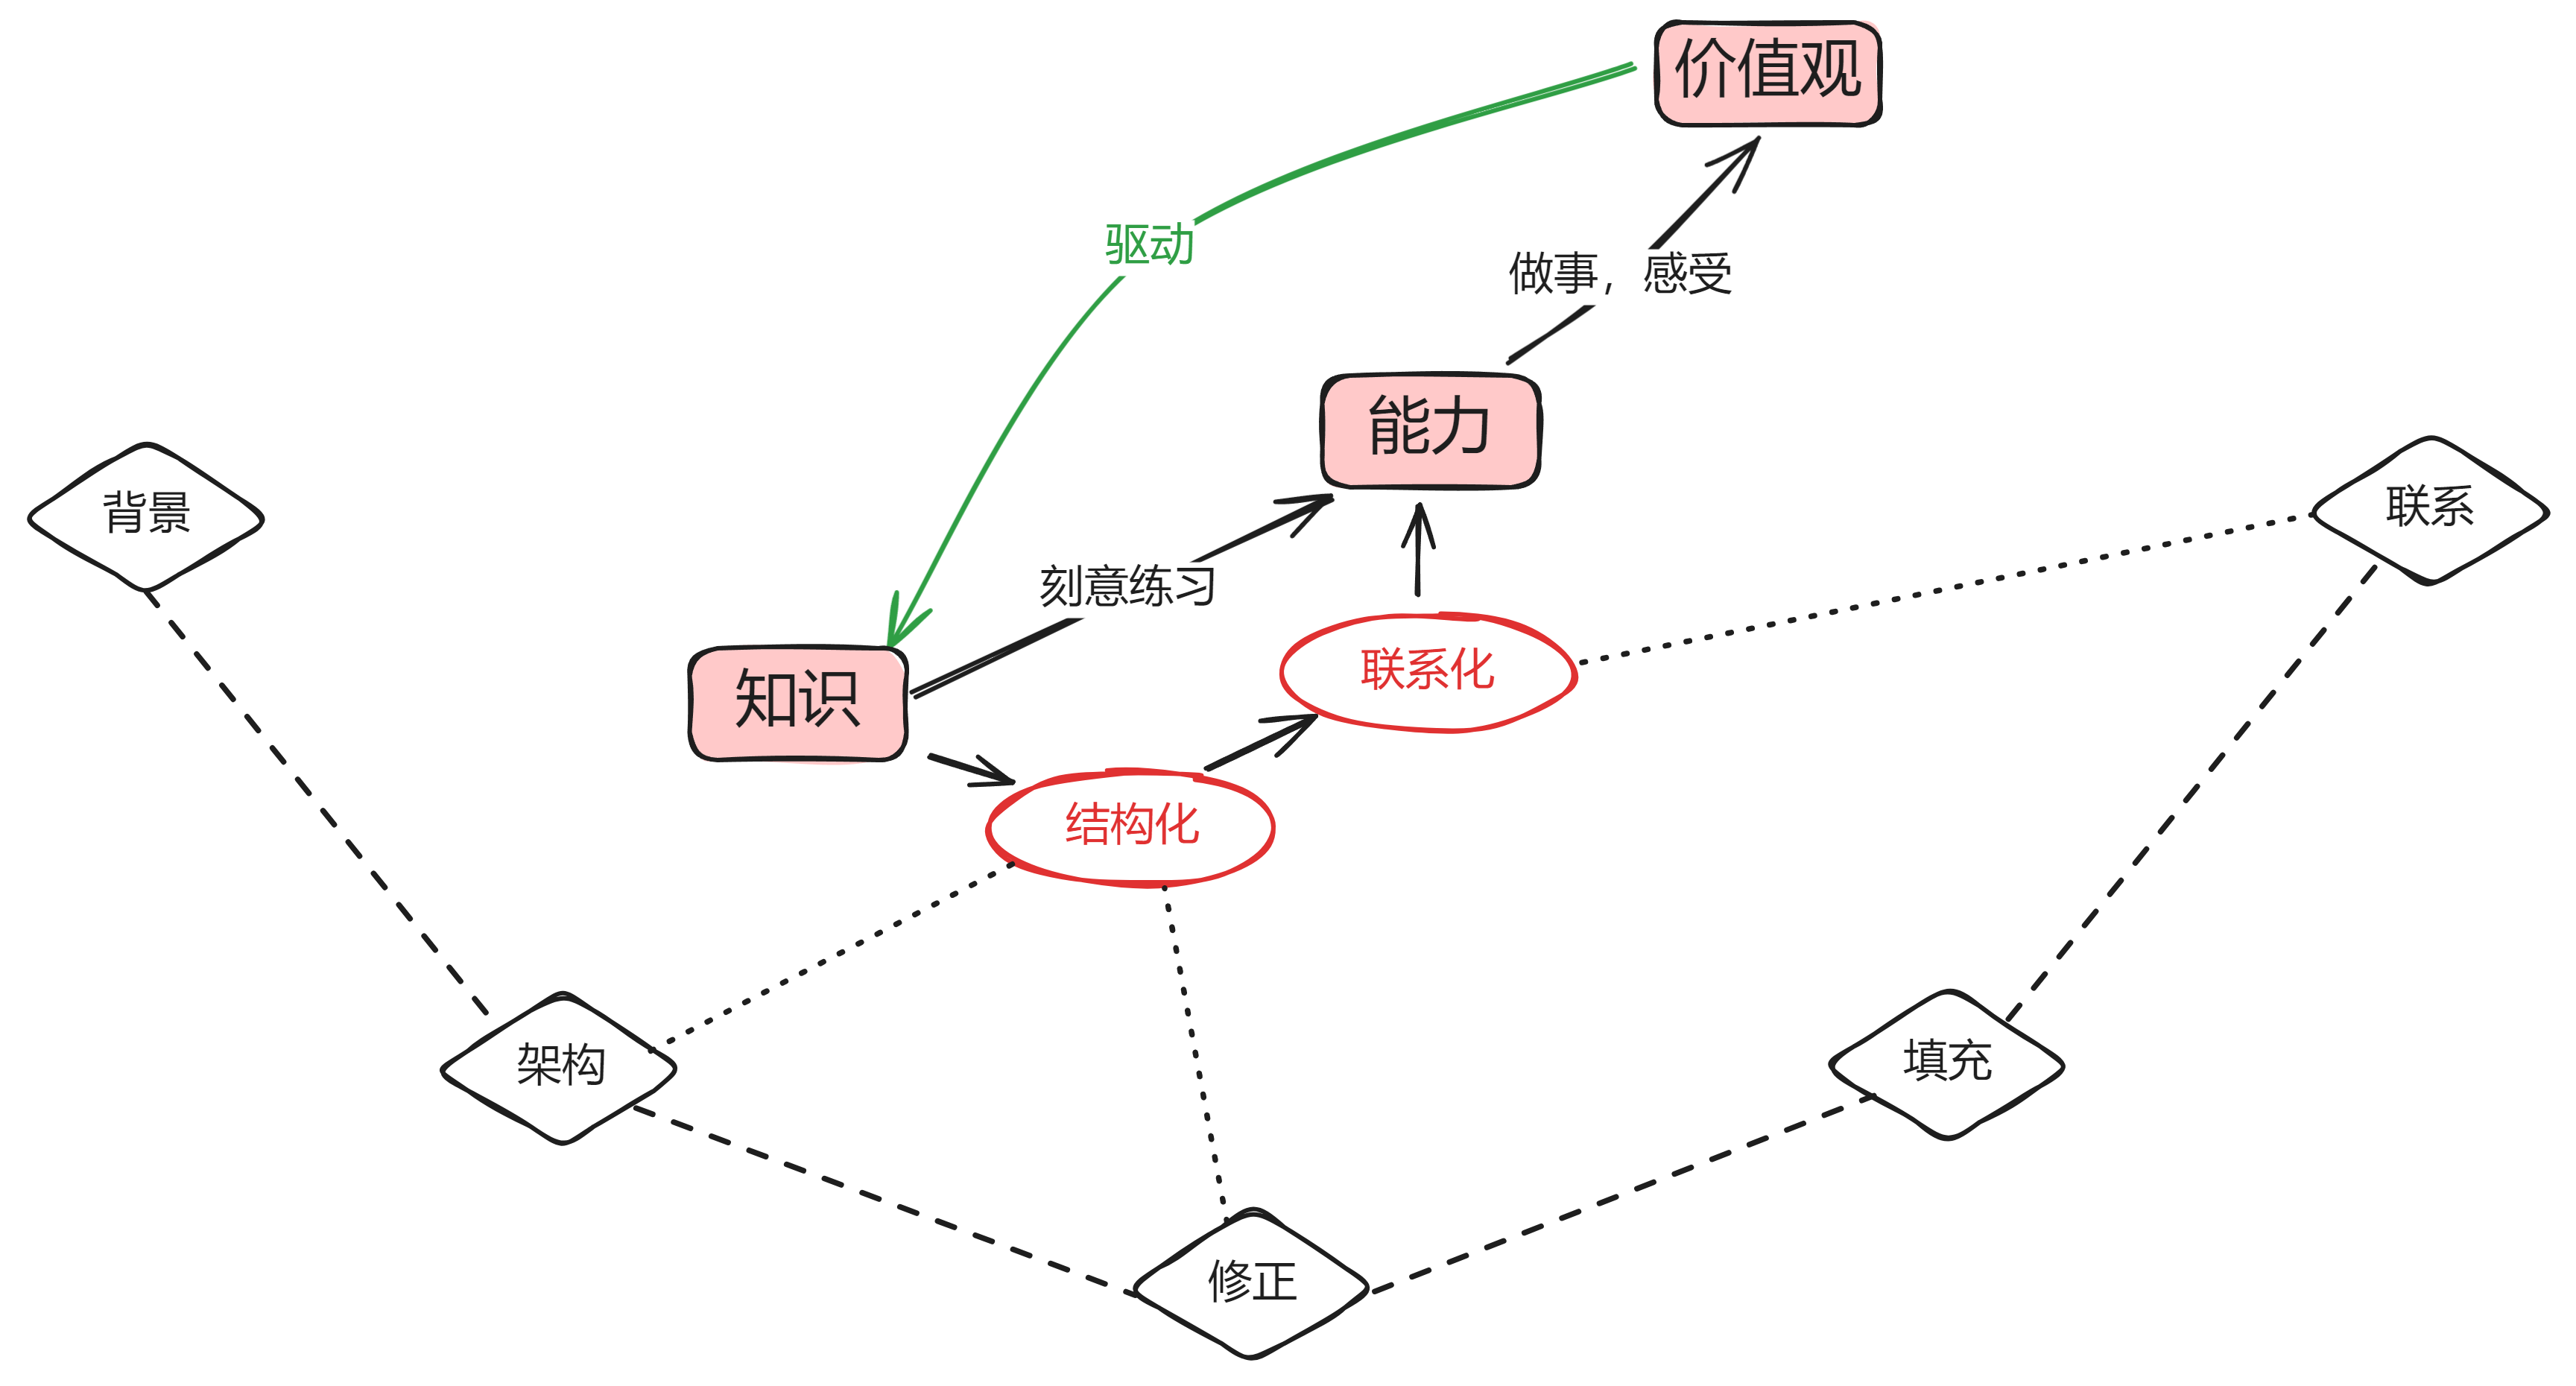 价值观
驱动
做事，感受
能力
背景
联系
刻意练习
联系化
知识
结构化
架构
填充
修正